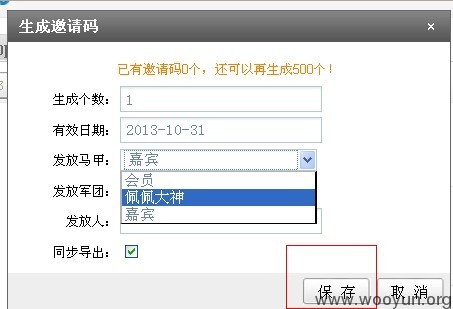 生成邀请码 ×
已有邀请码0个，还可以再生成500个！
生成个数： 1
有效日期： 2013-10-31
发放马甲： 嘉宾
会员
发放军团： 佩佩大神
嘉宾
发放人：
同步导出：
保 存 取 消
www.wooyun.org